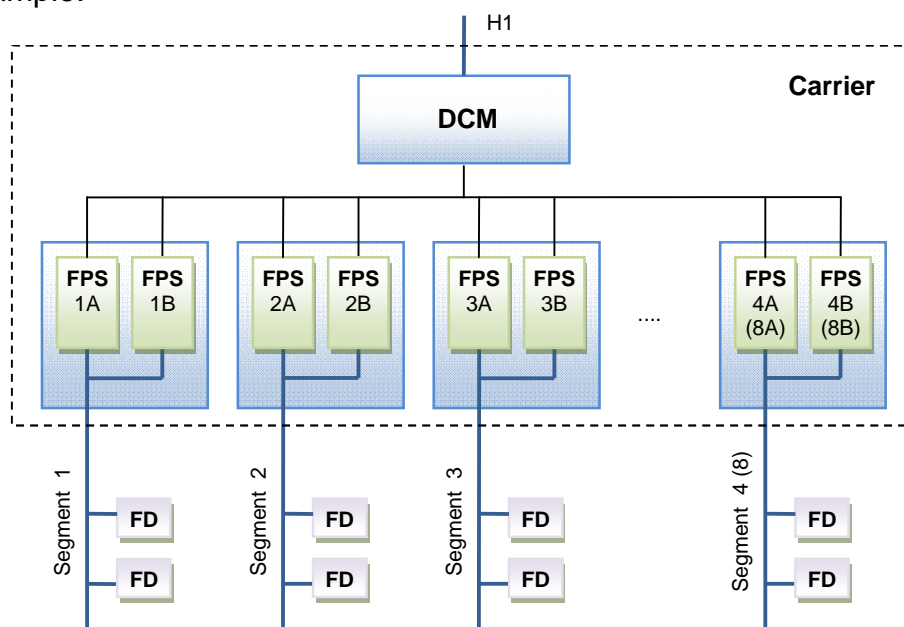 H1
Carrier
DCM
FPS
1A
FPS
1B
FPS
2A
FPS
2B
FPS
3A
FPS
3B
....
FPS
4A
(8A)
FPS
4B
(8B)
Segment 1
Segment 2
Segment 3
Segment 4 (8)
FD
FD
FD
FD
FD
FD
FD
FD